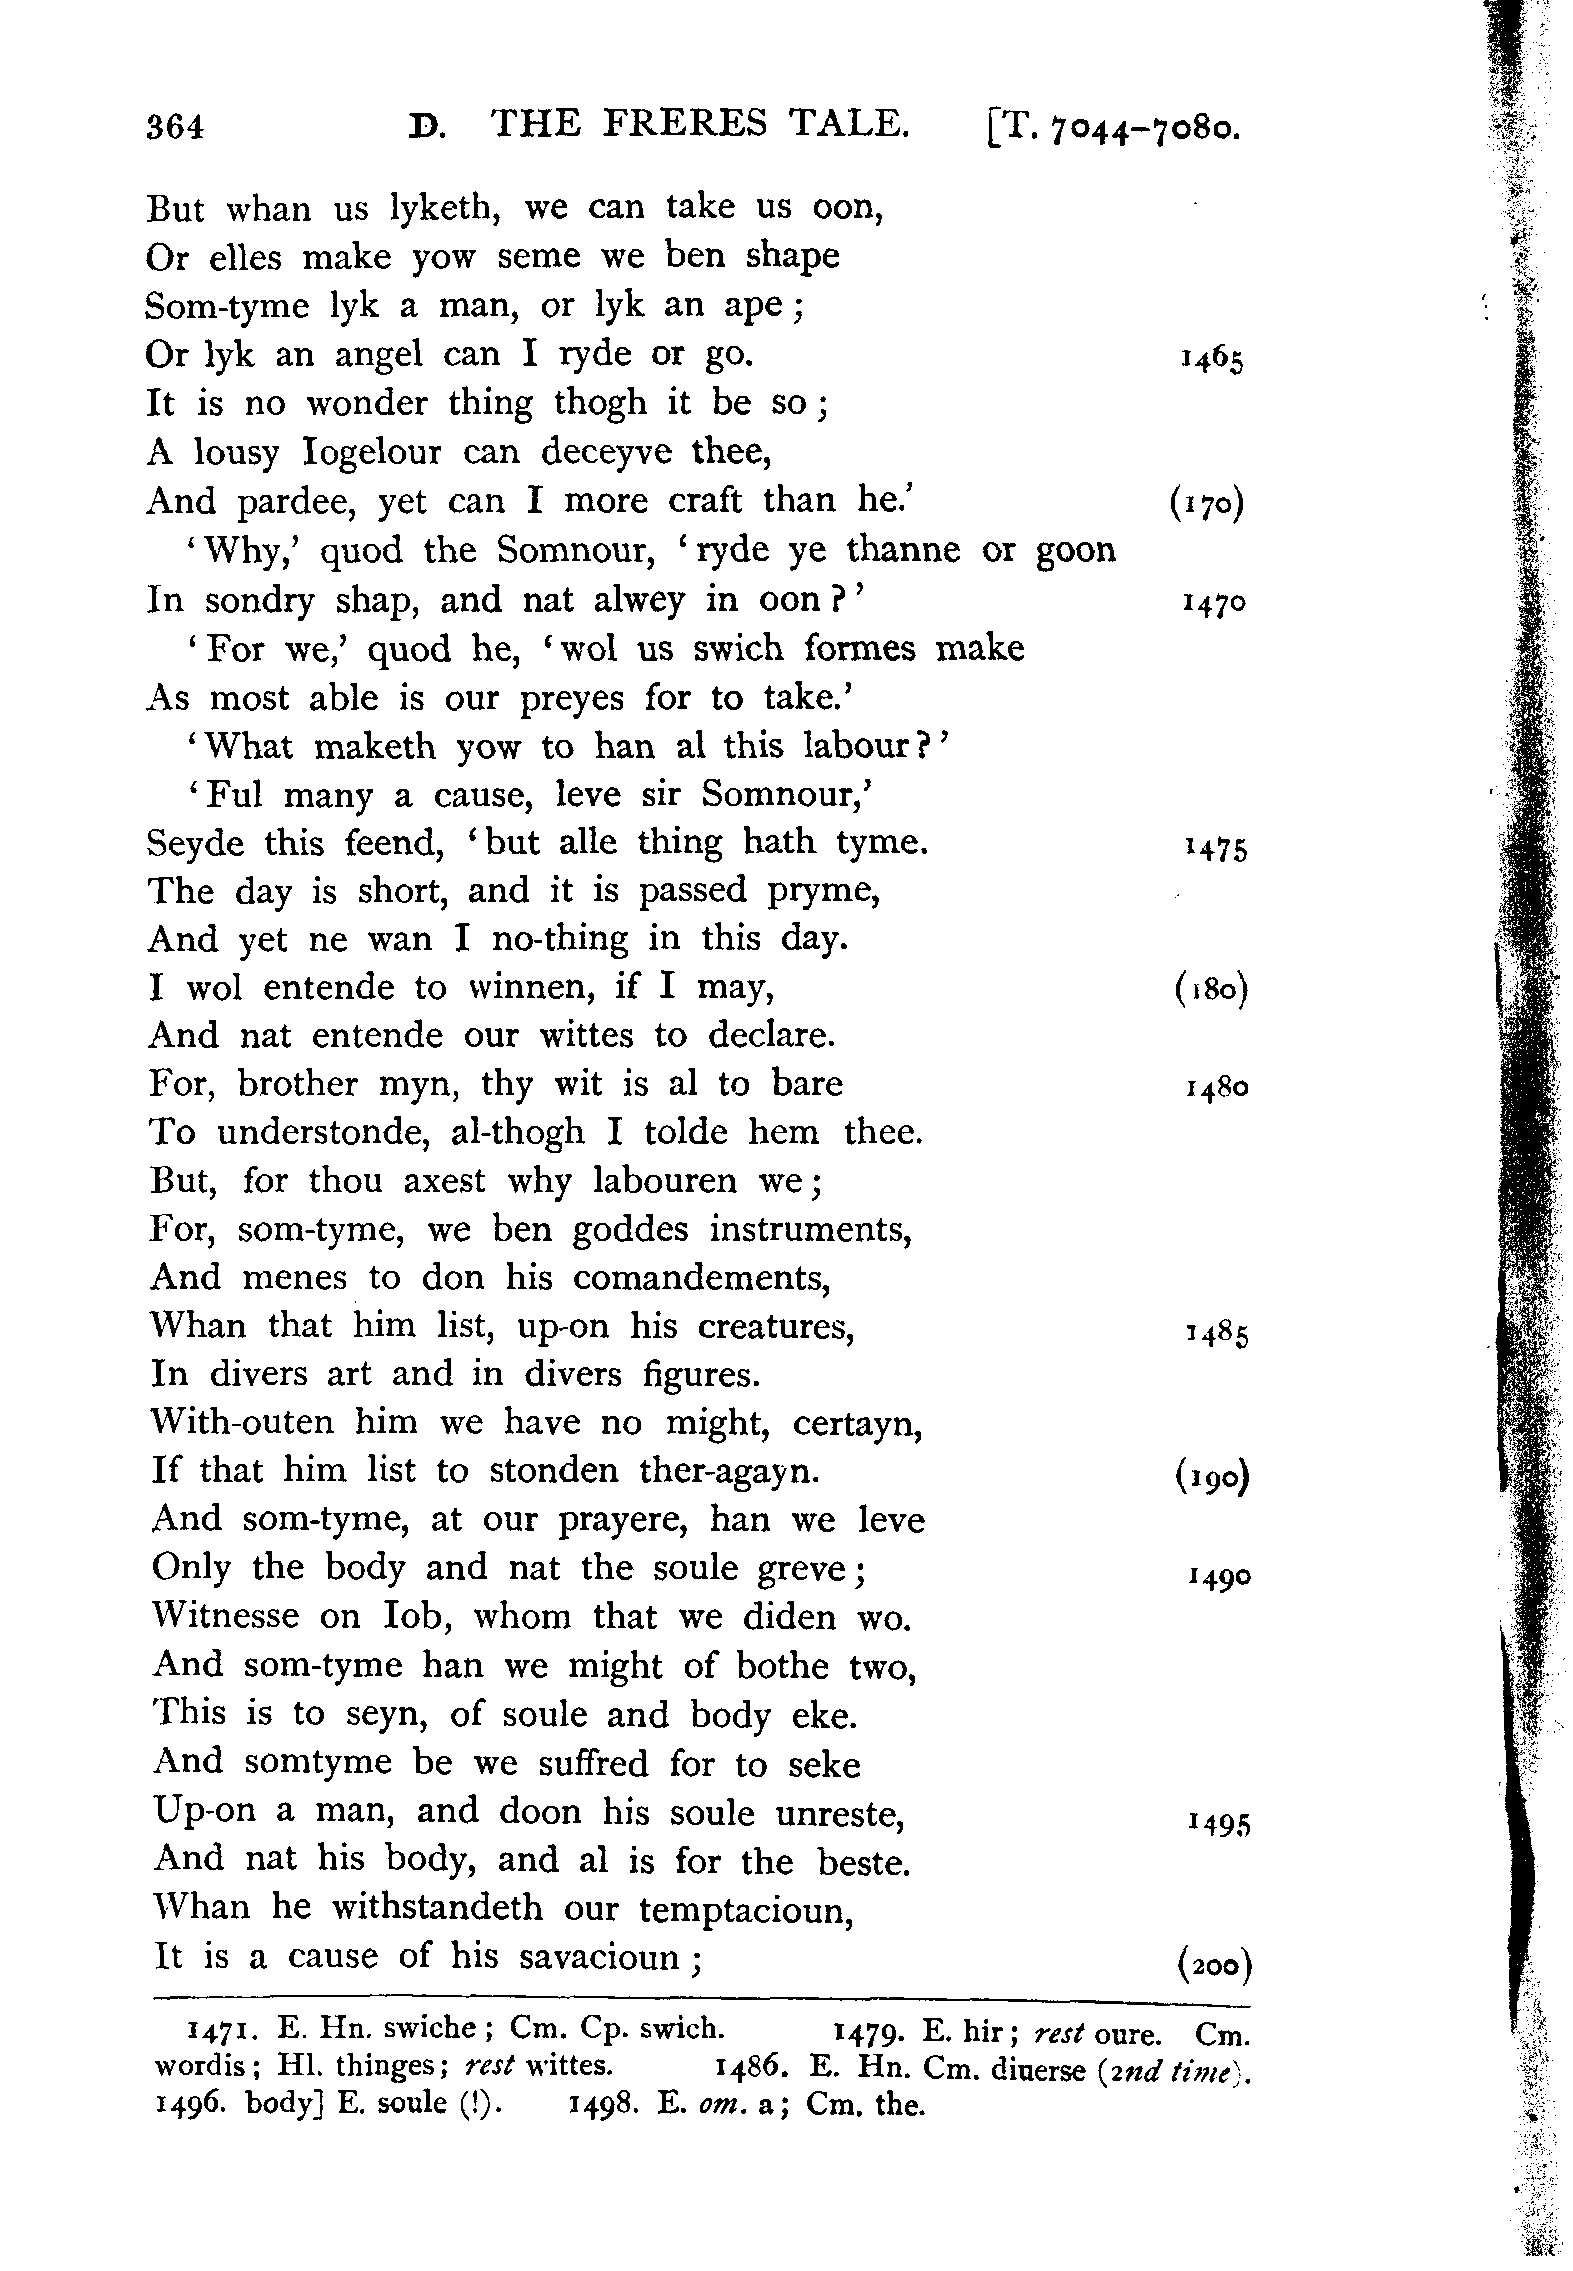 364 D. THE FRERES TALE. [T. 7044–7080.
But whan us lyketh, we can take us oon,
Or elles make yow seme we ben shape
Som-tyme lyk a man, or lyk an ape ;
Or lyk an angel can I ryde or go. 1465
It is no wonder thing thogh it be so ;
A lousy Iogelour can deceyve thee,
And pardee, yet can I more craft than he.’ (170)
‘Why,’ quod the Somnour, ‘ryde ye thanne or goon
In sondry shap, and nat alwey in oon ?’ 1470
‘For we,’ quod he, ‘wol us swich formes make
As most able is our preyes for to take.’
‘What maketh yow to han al this labour ?’
‘Ful many a cause, leve sir Somnour,’
Seyde this feend, ‘but alle thing hath tyme. 1475
The day is short, and it is passed pryme,
And yet ne wan I no-thing in this day.
I wol entende to winnen, if I may, (180)
And nat entende our wittes to declare.
For, brother myn, thy wit is al to bare 1480
To understonde, al-thogh I tolde hem thee.
But, for thou axest why labouren we ;
For, som-tyme, we ben goddes instruments,
And menes to don his comandements,
Whan that him list, up-on his creatures, 1485
In divers art and in divers figures.
With-outen him we have no might, certayn,
If that him list to stonden ther-agayn. (190)
And som-tyme, at our prayere, han we leve
Only the body and nat the soule greve ; 1490
Witnesse on Iob, whom that we diden wo.
And som-tyme han we might of bothe two,
This is to seyn, of soule and body eke.
And somtyme be we suffred for to seke
Up-on a man, and doon his soule unreste, 1495
And nat his body, and al is for the beste.
Whan he withstandeth our temptacioun,
It is a cause of his savacioun ; (200)
1471. E. Hn. swiche ; Cm. Cp. swich. 1479. E. hir ; rest oure. Cm.
wordis ; Hl. thinges ; rest wittes. 1486. E. Hn. Cm. diuerse (2nd time).
1496. body] E. soule (!). 1498. E. om. a ; Cm. the.